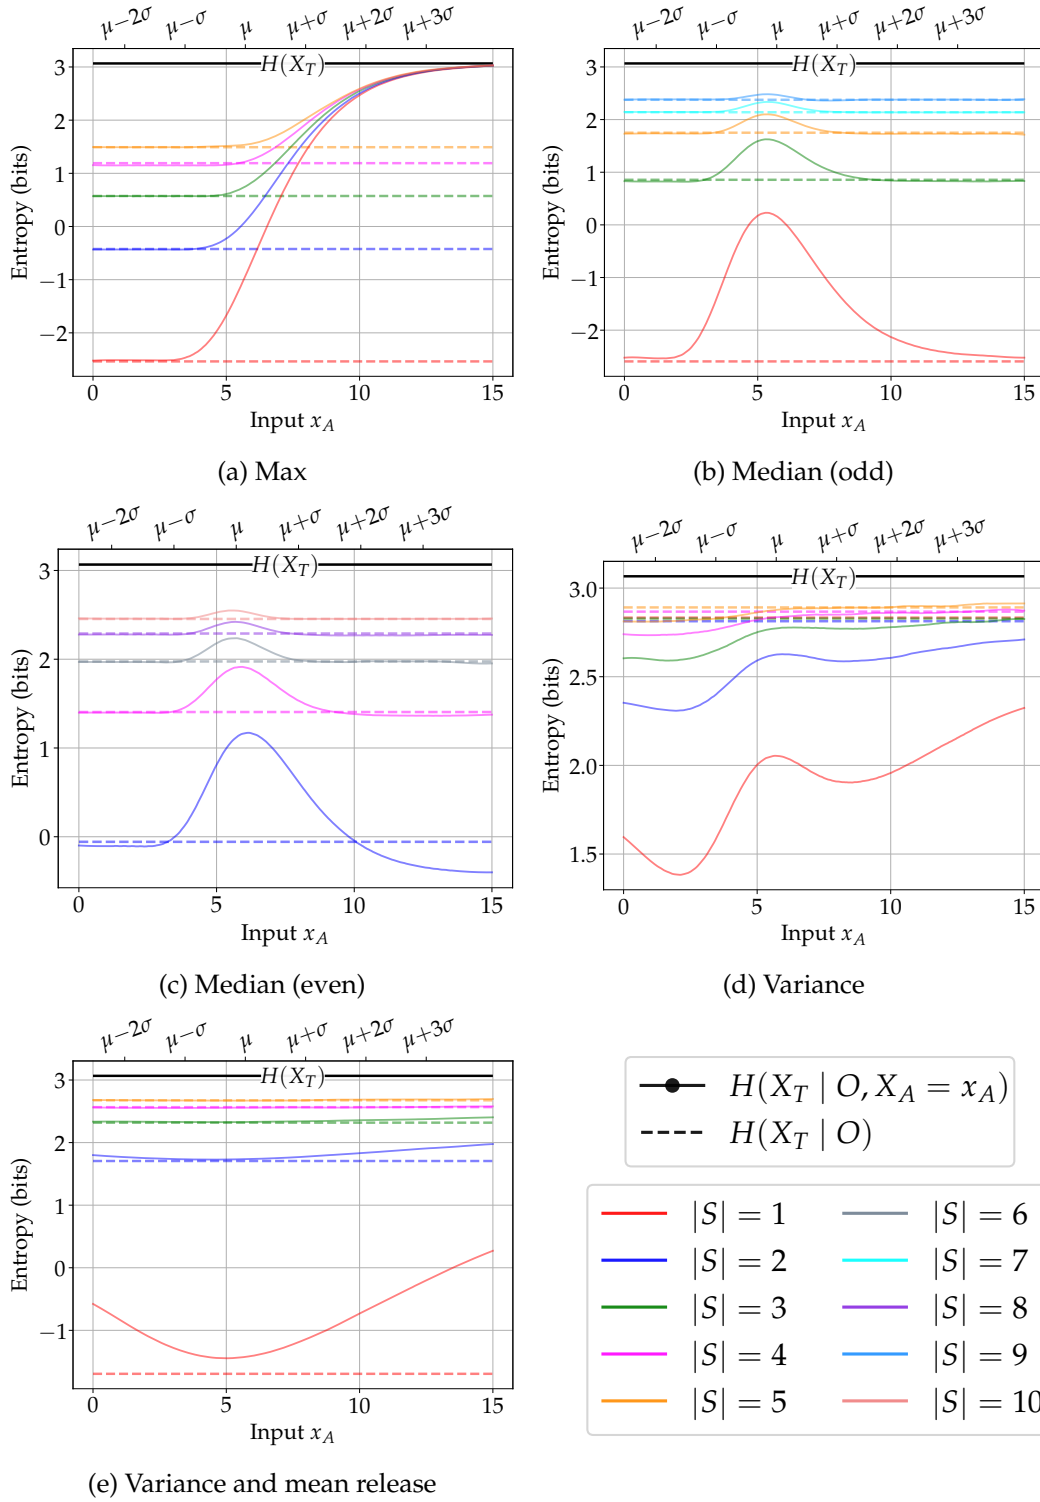 μ−2σ μ−σ μ μ+σ μ+2σ μ+3σ
H(X_T)
Entropy (bits)
3
2
1
0
−1
−2
0 5 10 15
Input x_A
(a) Max
μ−2σ μ−σ μ μ+σ μ+2σ μ+3σ
H(X_T)
Entropy (bits)
3
2
1
0
−1
−2
0 5 10 15
Input x_A
(b) Median (odd)
μ−2σ μ−σ μ μ+σ μ+2σ μ+3σ
H(X_T)
Entropy (bits)
3
2
1
0
0 5 10 15
Input x_A
(c) Median (even)
μ−2σ μ−σ μ μ+σ μ+2σ μ+3σ
H(X_T)
Entropy (bits)
3.0
2.5
2.0
1.5
0 5 10 15
Input x_A
(d) Variance
μ−2σ μ−σ μ μ+σ μ+2σ μ+3σ
H(X_T)
Entropy (bits)
3
2
1
0
−1
0 5 10 15
Input x_A
(e) Variance and mean release
H(X_T | O, X_A = x_A)
H(X_T | O)
|S| = 1
|S| = 2
|S| = 3
|S| = 4
|S| = 5
|S| = 6
|S| = 7
|S| = 8
|S| = 9
|S| = 10